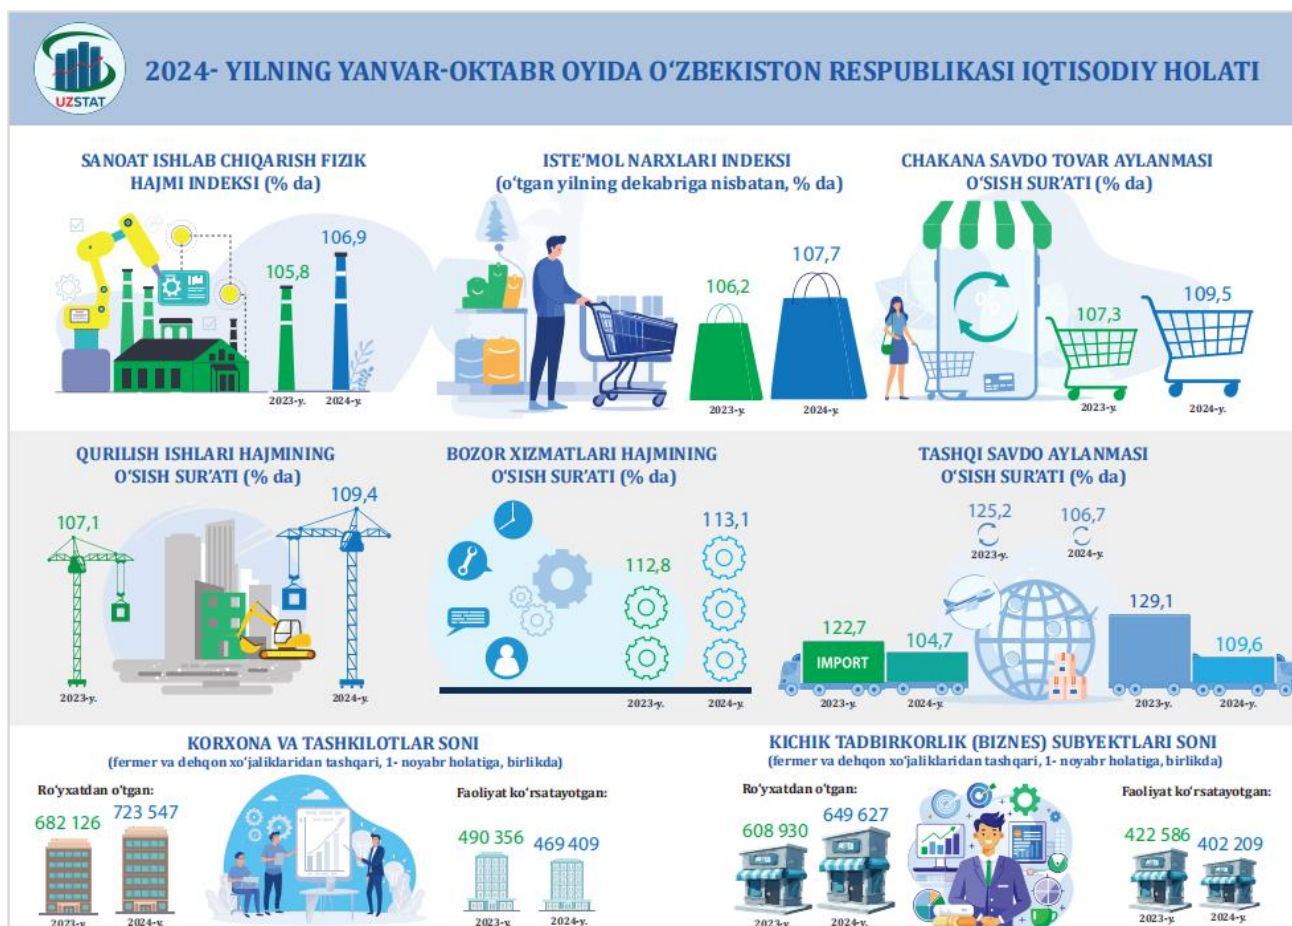 UZSTAT
2024- YILNING YANVAR-OKTABR OYIDA O‘ZBEKISTON RESPUBLIKASI IQTISODIY HOLATI
SANOAT ISHLAB CHIQARISH FIZIK
HAJMI INDEKSI (% da)
105,8
106,9
2023-y.
2024-y.
ISTE’MOL NARXLARI INDEKSI
(o‘tgan yilning dekabriga nisbatan, % da)
106,2
107,7
2023-y.
2024-y.
CHAKANA SAVDO TOVAR AYLANMASI
O‘SISH SUR’ATI (% da)
%
107,3
109,5
2023-y.
2024-y.
QURILISH ISHLARI HAJMINING
O‘SISH SUR’ATI (% da)
107,1
109,4
2023-y.
2024-y.
BOZOR XIZMATLARI HAJMINING
O‘SISH SUR’ATI (% da)
112,8
113,1
2023-y.
2024-y.
TASHQI SAVDO AYLANMASI
O‘SISH SUR’ATI (% da)
125,2
106,7
2023-y.
2024-y.
122,7
104,7
129,1
109,6
IMPORT
2023-y.
2024-y.
2023-y.
2024-y.
KORXONA VA TASHKILOTLAR SONI
(fermer va dehqon xo‘jaliklaridan tashqari, 1- noyabr holatiga, birlikda)
Ro‘yxatdan o‘tgan:
682 126
723 547
2023-y.
2024-y.
Faoliyat ko‘rsatayotgan:
490 356
469 409
2023-y.
2024-y.
KICHIK TADBIRKORLIK (BIZNES) SUBYEKTLARI SONI
(fermer va dehqon xo‘jaliklaridan tashqari, 1- noyabr holatiga, birlikda)
Ro‘yxatdan o‘tgan:
608 930
649 627
2023-y.
2024-y.
Faoliyat ko‘rsatayotgan:
422 586
402 209
2023-y.
2024-y.